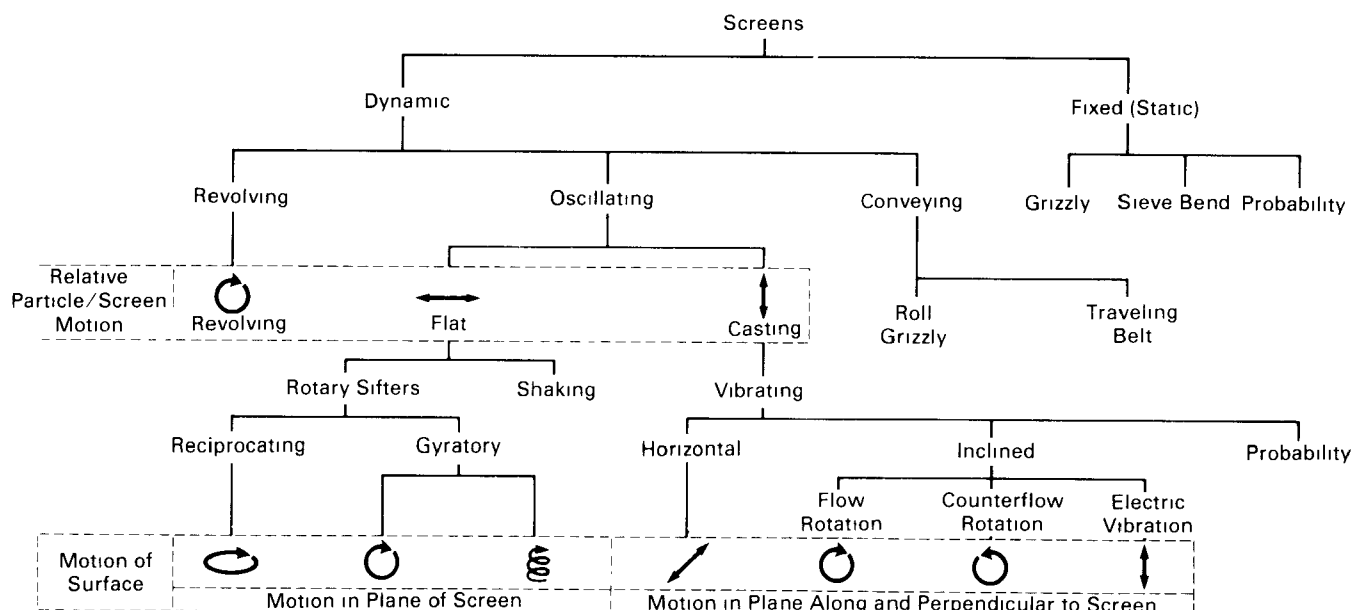 Screens
Dynamic
Fixed (Static)
Revolving
Oscillating
Conveying
Grizzly
Sieve Bend
Probability
Relative
Particle/Screen
Motion
Revolving
Flat
Casting
Roll
Grizzly
Traveling
Belt
Rotary Sifters
Shaking
Vibrating
Reciprocating
Gyratory
Horizontal
Inclined
Probability
Flow
Rotation
Counterflow
Rotation
Electric
Vibration
Motion of
Surface
Motion in Plane of Screen
Motion in Plane Along and Perpendicular to Screen